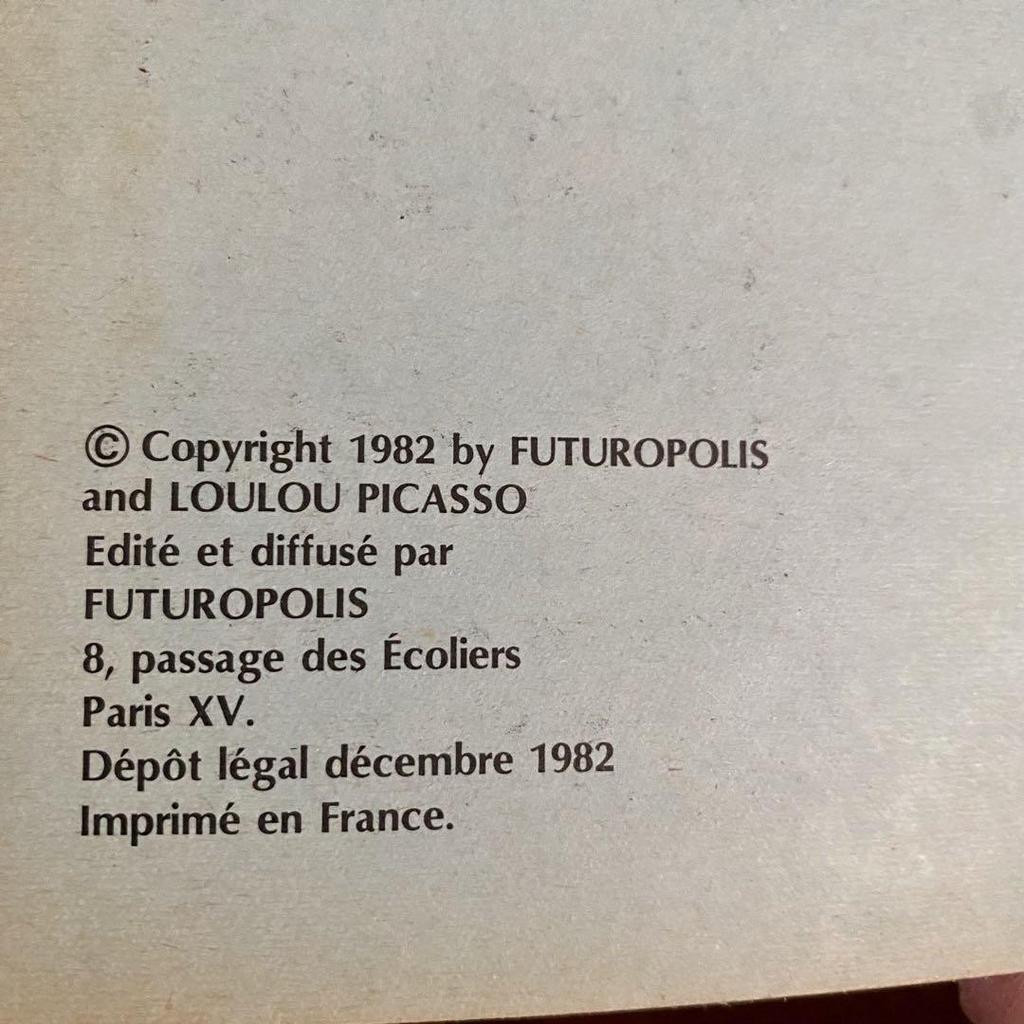 © Copyright 1982 by FUTUROPOLIS
and LOULOU PICASSO
Edité et diffusé par
FUTUROPOLIS
8, passage des Écoliers
Paris XV.
Dépôt légal décembre 1982
Imprimé en France.